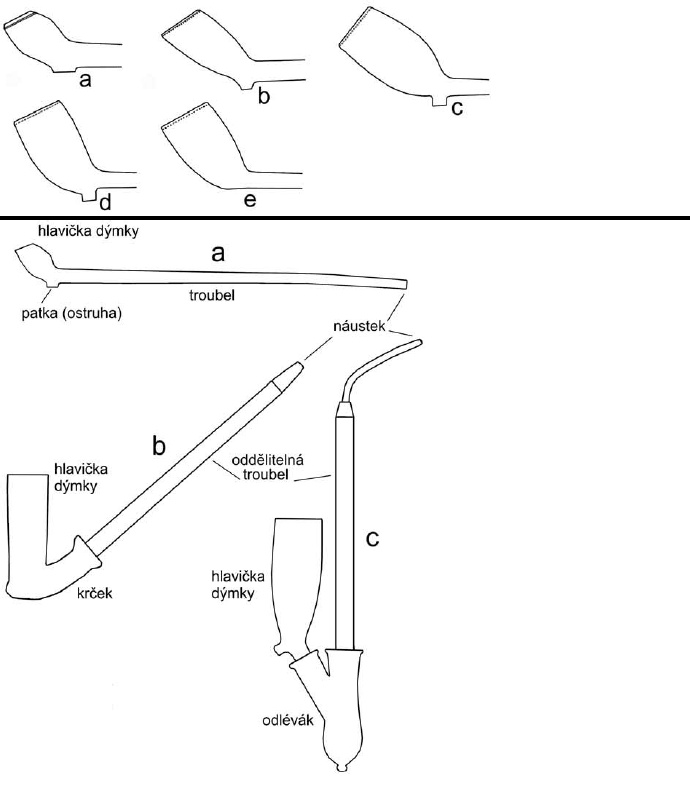 a
b
c
d
e
hlavička dýmky
a
troubel
patka (ostruha)
náustek
b
oddělitelná
troubel
hlavička
dýmky
c
hlavička
dýmky
krček
odlévák